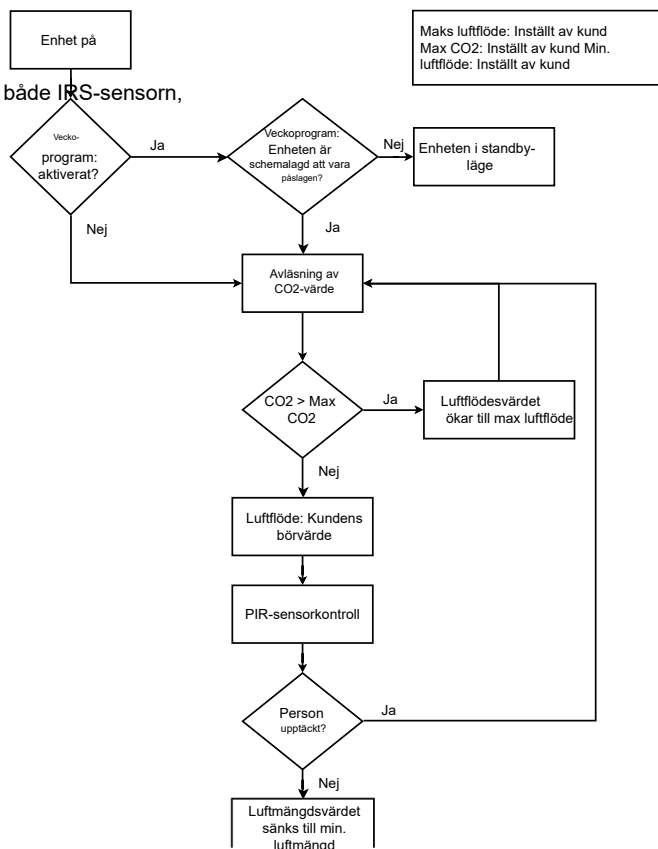 Enhet på
Maks luftflöde: Inställt av kund
Max CO2: Inställt av kund Min.
luftflöde: Inställt av kund
både IRS-sensorn,
Vecko-
program:
aktiverat?
Ja
Veckoprogram:
Enheten är
schemalagd att vara
påslagen?
Nej
Enheten i standby-
läge
Nej
Ja
Avläsning av
CO2-värde
CO2 > Max
CO2
Ja
Luftflödesvärdet
ökar till max luftflöde
Nej
Luftflöde: Kundens
börvärde
PIR-sensorkontroll
Person
upptäckt?
Ja
Nej
Luftmängdsvärdet
sänks till min.
luftmängd